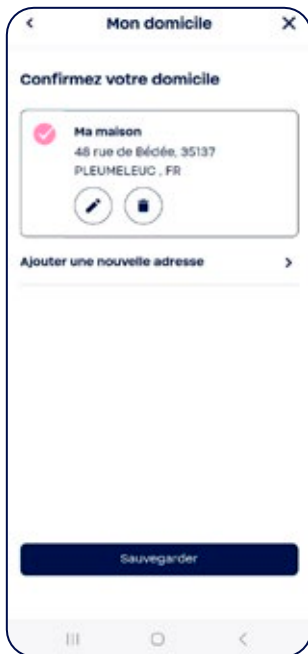 Mon domicile
Confirmez votre domicile
Ma maison
48 rue de Bédée, 35137
PLEUMELEUC , FR
Ajouter une nouvelle adresse
Sauvegarder